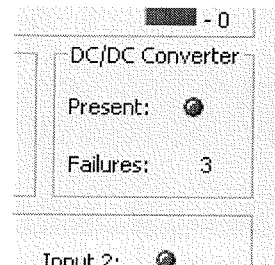 - 0
DC/DC Converter
Present:
Failures: 3
Input 2: